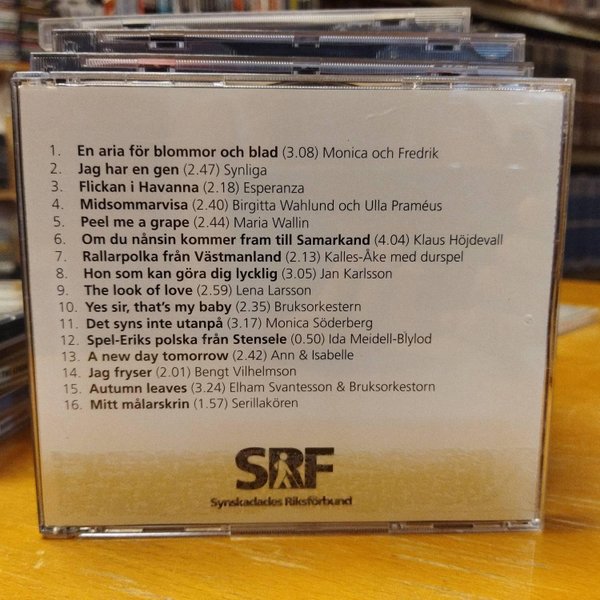 1. En aria för blommor och blad (3.08) Monica och Fredrik
2. Jag har en gen (2.47) Synliga
3. Flickan i Havanna (2.18) Esperanza
4. Midsommarvisa (2.40) Birgitta Wahlund och Ulla Praméus
5. Peel me a grape (2.44) Maria Wallin
6. Om du nånsin kommer fram till Samarkand (4.04) Klaus Höjdevall
7. Rallarpolka från Västmanland (2.13) Kalles-Åke med durspel
8. Hon som kan göra dig lycklig (3.05) Jan Karlsson
9. The look of love (2.59) Lena Larsson
10. Yes sir, that's my baby (2.35) Bruksorkestern
11. Det syns inte utanpå (3.17) Monica Söderberg
12. Spel-Eriks polska från Stensele (0.50) Ida Meidell-Blylod
13. A new day tomorrow (2.42) Ann & Isabelle
14. Jag fryser (2.01) Bengt Vilhelmson
15. Autumn leaves (3.24) Elham Svantesson & Bruksorkestorn
16. Mitt målarskrin (1.57) Serillakören
SRF
Synskadades Riksförbund